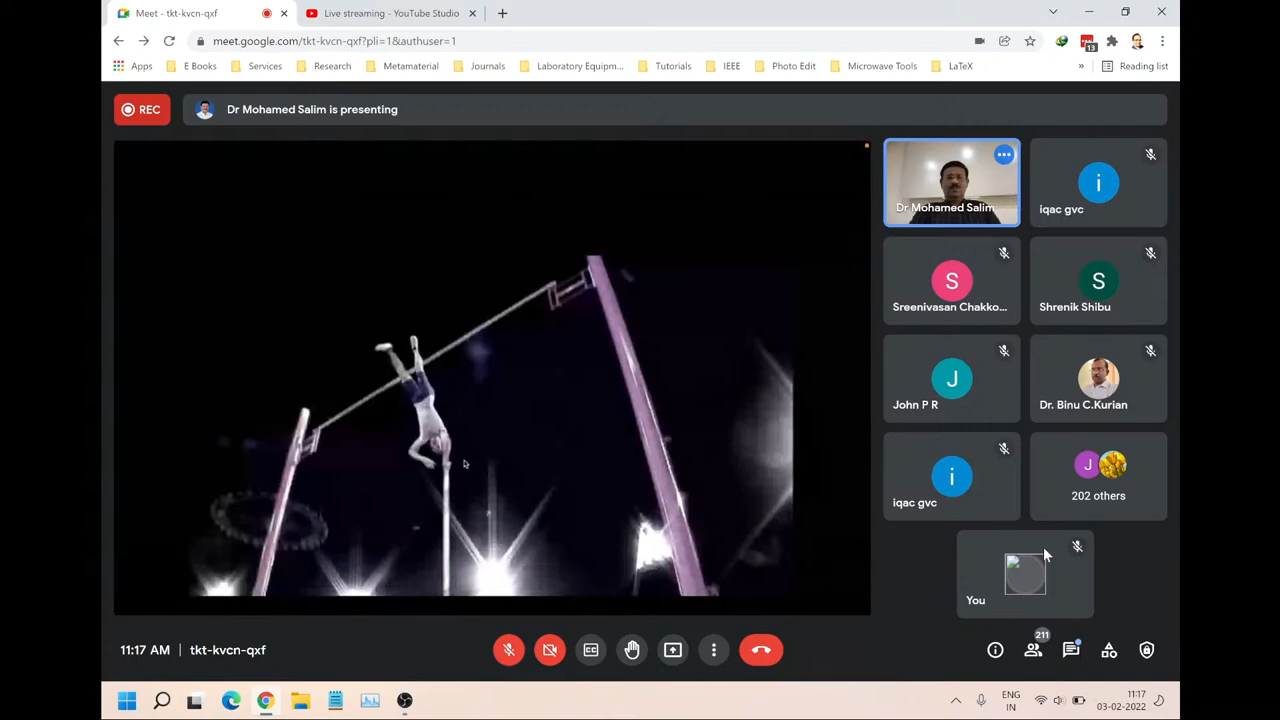 Meet - tkt-kvcn-qxf
Live streaming - YouTube Studio
meet.google.com/tkt-kvcn-qxf?pli=1&authuser=1
13
Apps
E Books
Services
Research
Metamaterial
Journals
Laboratory Equipm...
Tutorials
IEEE
Photo Edit
Microwave Tools
LaTeX
»
Reading list
REC
Dr Mohamed Salim is presenting
Dr Mohamed Salim
i
iqac gvc
S
Sreenivasan Chakko...
S
Shrenik Shibu
J
John P R
Dr. Binu C.Kurian
i
iqac gvc
J
202 others
You
11:17 AM
tkt-kvcn-qxf
211
ENG
IN
11:17
03-02-2022